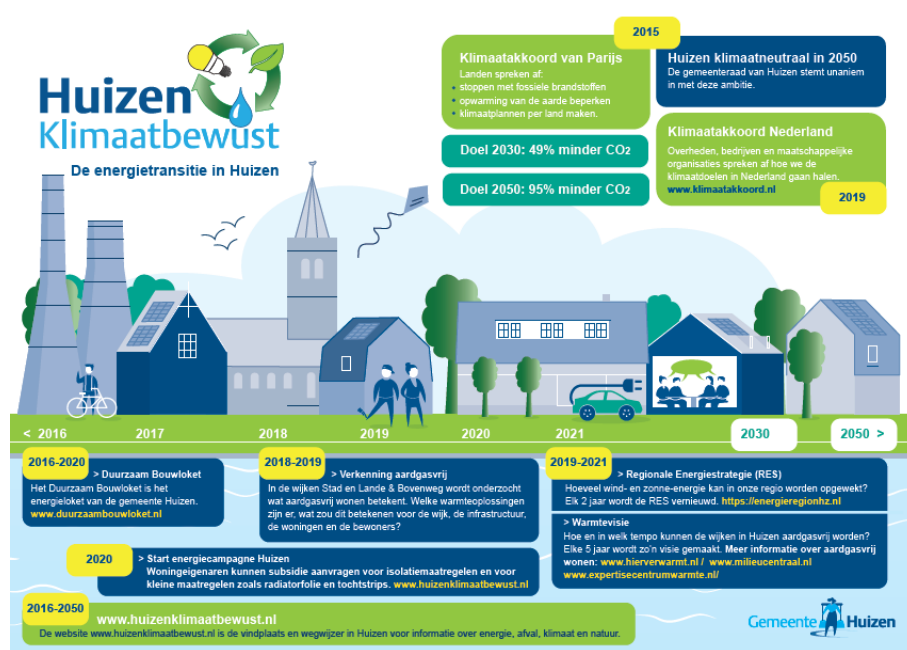 Huizen
Klimaatbewust
De energietransitie in Huizen
2015
Klimaatakkoord van Parijs
Landen spreken af:
• stoppen met fossiele brandstoffen
• opwarming van de aarde beperken
• klimaatplannen per land maken.
Huizen klimaatneutraal in 2050
De gemeenteraad van Huizen stemt unaniem
in met deze ambitie.
Doel 2030: 49% minder CO2
Doel 2050: 95% minder CO2
Klimaatakkoord Nederland
Overheden, bedrijven en maatschappelijke
organisaties spreken af hoe we de
klimaatdoelen in Nederland gaan halen.
www.klimaatakkoord.nl
2019
< 2016 2017 2018 2019 2020 2021 2030 2050 >
2016-2020
> Duurzaam Bouwloket
Het Duurzaam Bouwloket is het
energieloket van de gemeente Huizen.
www.duurzaambouwloket.nl
2018-2019
> Verkenning aardgasvrij
In de wijken Stad en Lande & Bovenweg wordt onderzocht
wat aardgasvrij wonen betekent. Welke warmteoplossingen
zijn er, wat zou dit betekenen voor de wijk, de infrastructuur,
de woningen en de bewoners?
2019-2021
> Regionale Energiestrategie (RES)
Hoeveel wind- en zonne-energie kan in onze regio worden opgewekt?
Elk 2 jaar wordt de RES vernieuwd. https://energieregionhz.nl
> Warmtevisie
Hoe en in welk tempo kunnen de wijken in Huizen aardgasvrij worden?
Elke 5 jaar wordt zo'n visie gemaakt. Meer informatie over aardgasvrij
wonen: www.hierverwarmt.nl / www.milieucentraal.nl
www.expertisecentrumwarmte.nl/
2020
> Start energiecampagne Huizen
Woningeigenaren kunnen subsidie aanvragen voor isolatiemaatregelen en voor
kleine maatregelen zoals radiatorfolie en tochtstrips. www.huizenklimaatbewust.nl
2016-2050
www.huizenklimaatbewust.nl
De website www.huizenklimaatbewust.nl is de vindplaats en wegwijzer in Huizen voor informatie over energie, afval, klimaat en natuur.
Gemeente Huizen